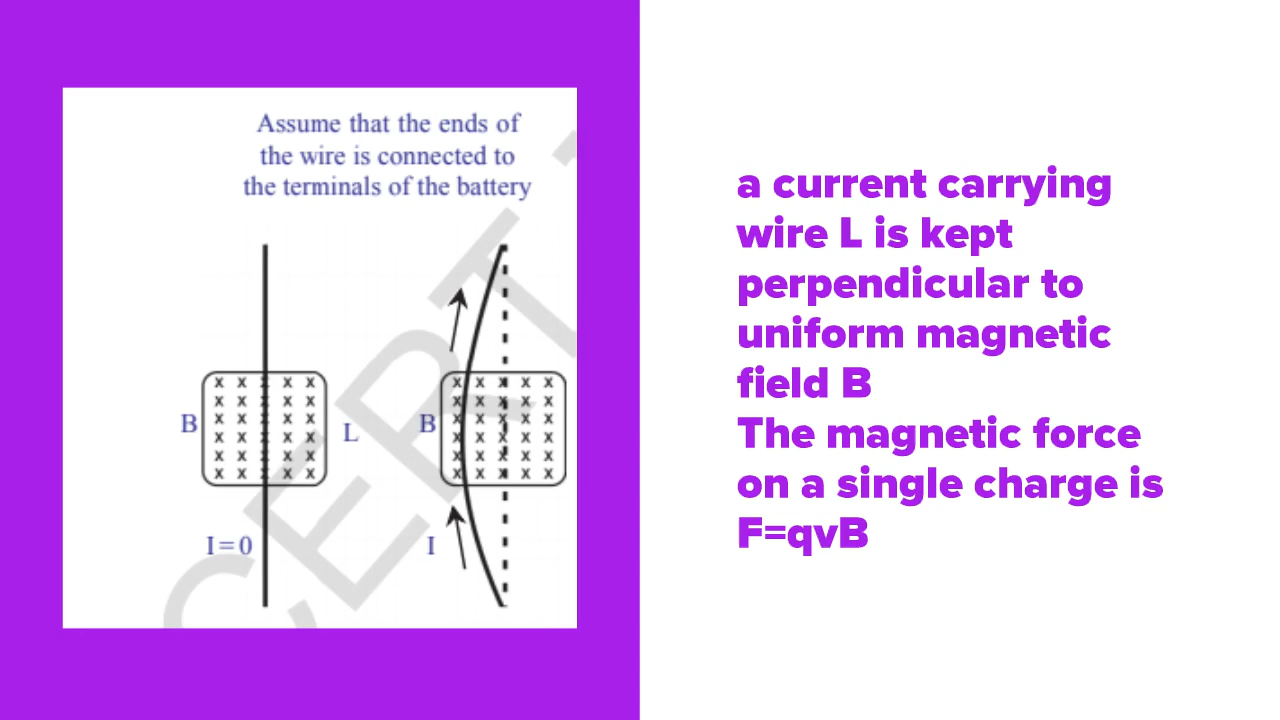 Assume that the ends of
the wire is connected to
the terminals of the battery
B
x x x x x
x x x x x
x x x x x
x x x x x
x x x x x
x x x x x
L
I=0
B
x x x x x
x x x x x
x x x x x
x x x x x
x x x x x
x x x x x
I
CERT
a current carrying
wire L is kept
perpendicular to
uniform magnetic
field B
The magnetic force
on a single charge is
F=qvB